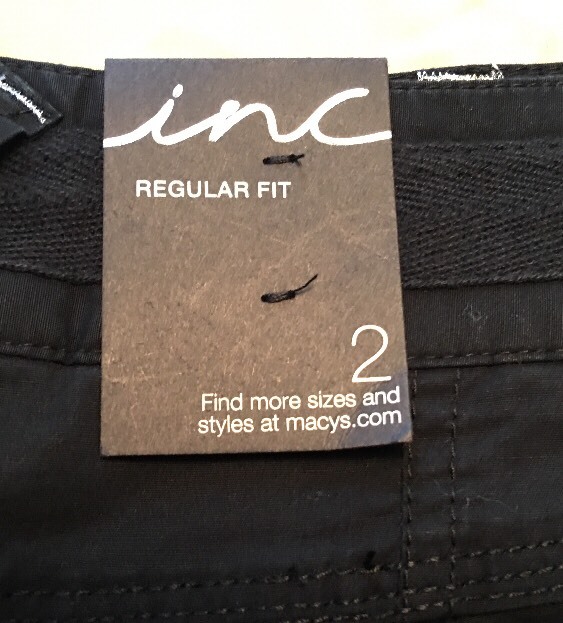 inc
REGULAR FIT
2
Find more sizes and
styles at macys.com